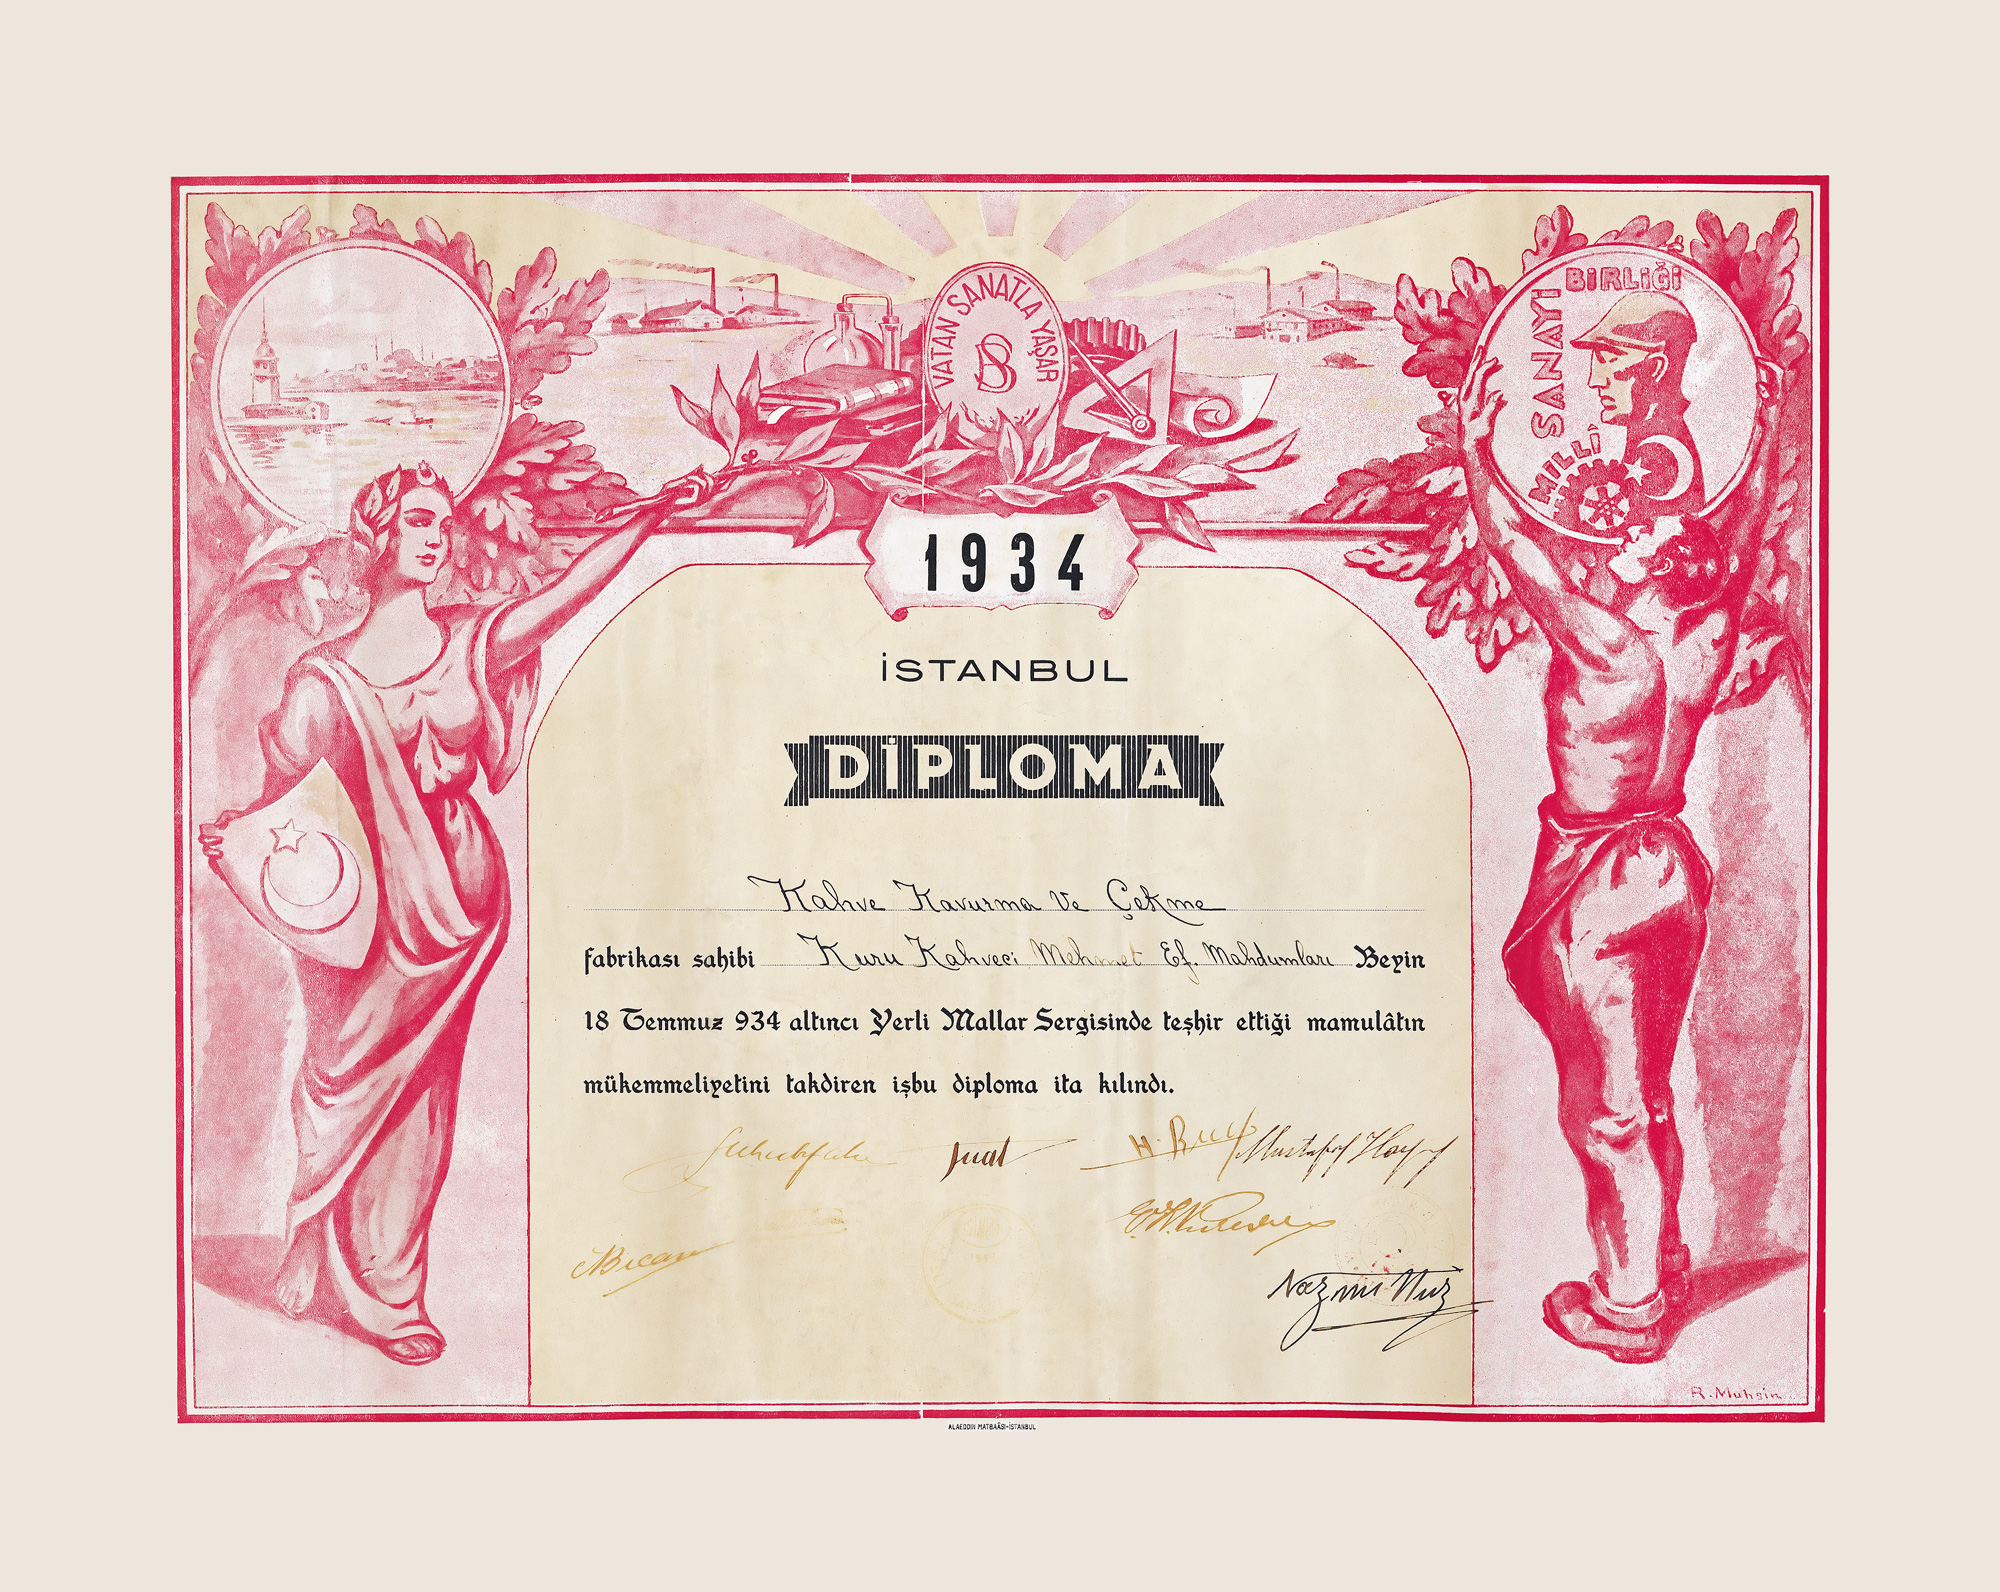 VATAN SANATLA YAŞAR
SB
MİLLÎ SANAYİ BİRLİĞİ
1934
İSTANBUL
DİPLOMA
Kahve Kavurma Ve Çekme
fabrikası sahibi Kuru Kahveci Mehmet Ef. Mahdumları Beyin
18 Temmuz 934 altıncı Yerli Mallar Sergisinde teşhir ettiği mamulâtın
mükemmeliyetini takdiren işbu diploma ita kılındı.
Nazmi Nuz
R. Muhsin
ALAEDDİN MATBAASI-İSTANBUL